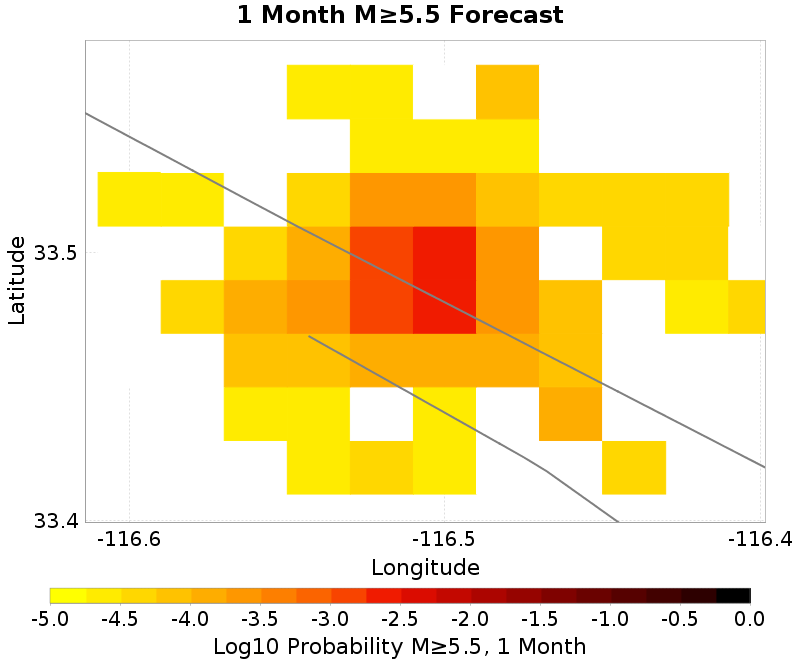 1 Month M≥5.5 Forecast
Latitude
33.5
33.4
-116.6 -116.5 -116.4
Longitude
-5.0 -4.5 -4.0 -3.5 -3.0 -2.5 -2.0 -1.5 -1.0 -0.5 0.0
Log10 Probability M≥5.5, 1 Month